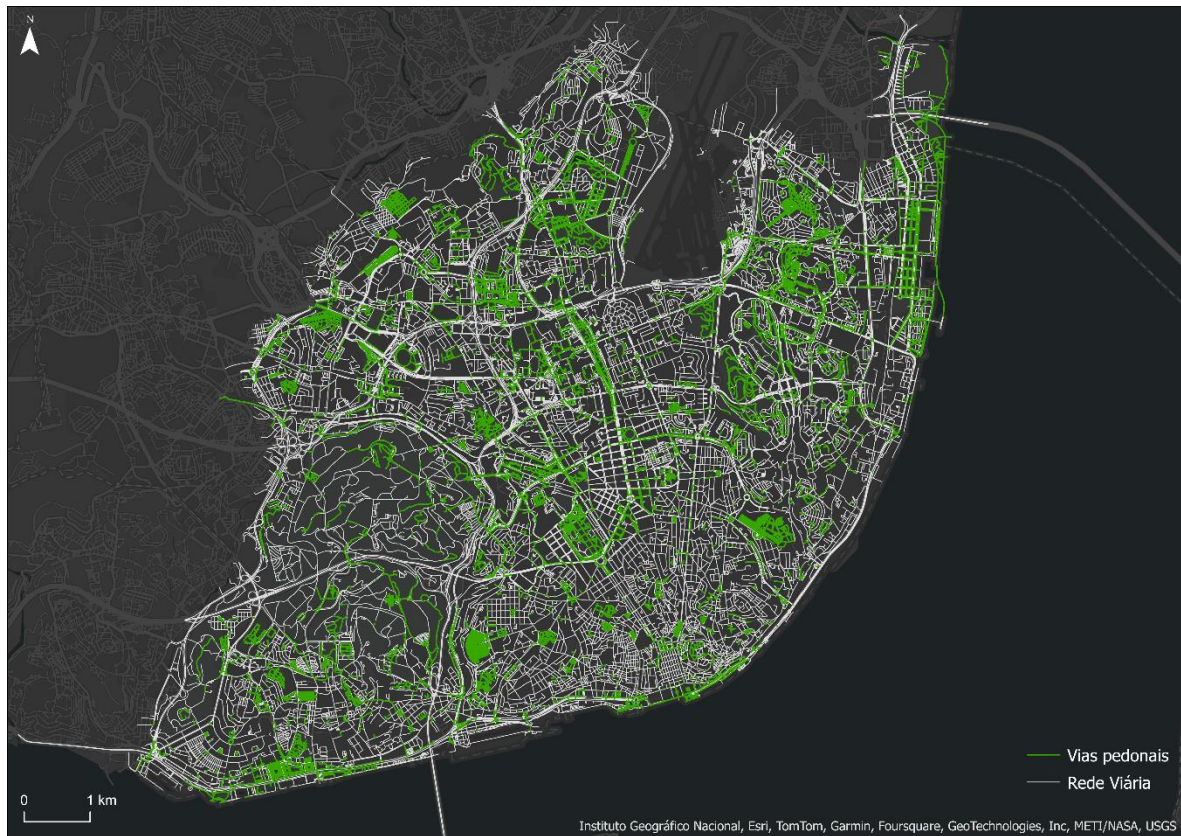 N
Vias pedonais
Rede Viária
0 1 km
Instituto Geográfico Nacional, Esri, TomTom, Garmin, Foursquare, GeoTechnologies, Inc, METI/NASA, USGS